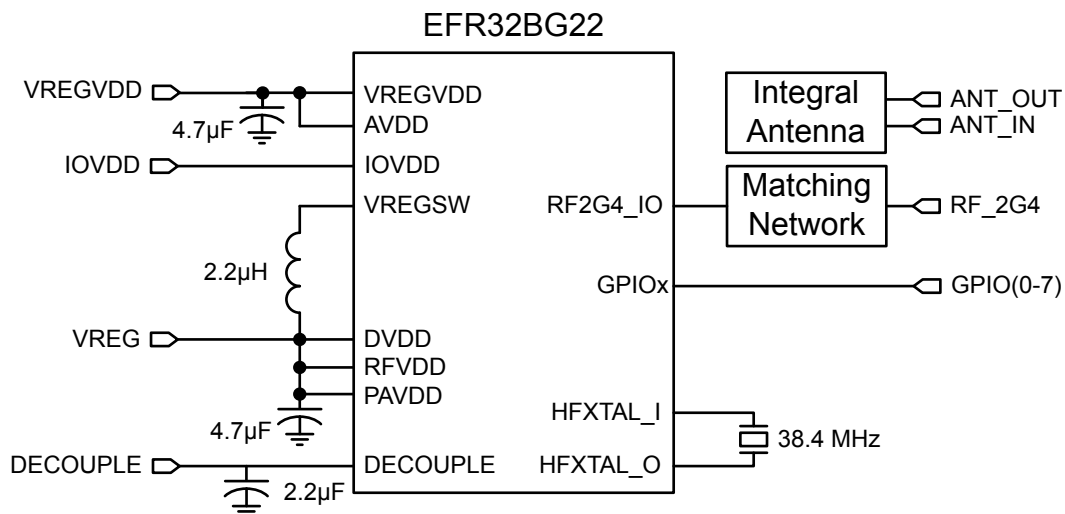 EFR32BG22
VREGVDD
4.7µF
VREGVDD
AVDD
IOVDD
IOVDD
VREGSW
2.2µH
VREG
DVDD
RFVDD
PAVDD
4.7µF
DECOUPLE
DECOUPLE
2.2µF
RF2G4_IO
GPIOx
HFXTAL_I
HFXTAL_O
38.4 MHz
Integral
Antenna
ANT_OUT
ANT_IN
Matching
Network
RF_2G4
GPIO(0-7)